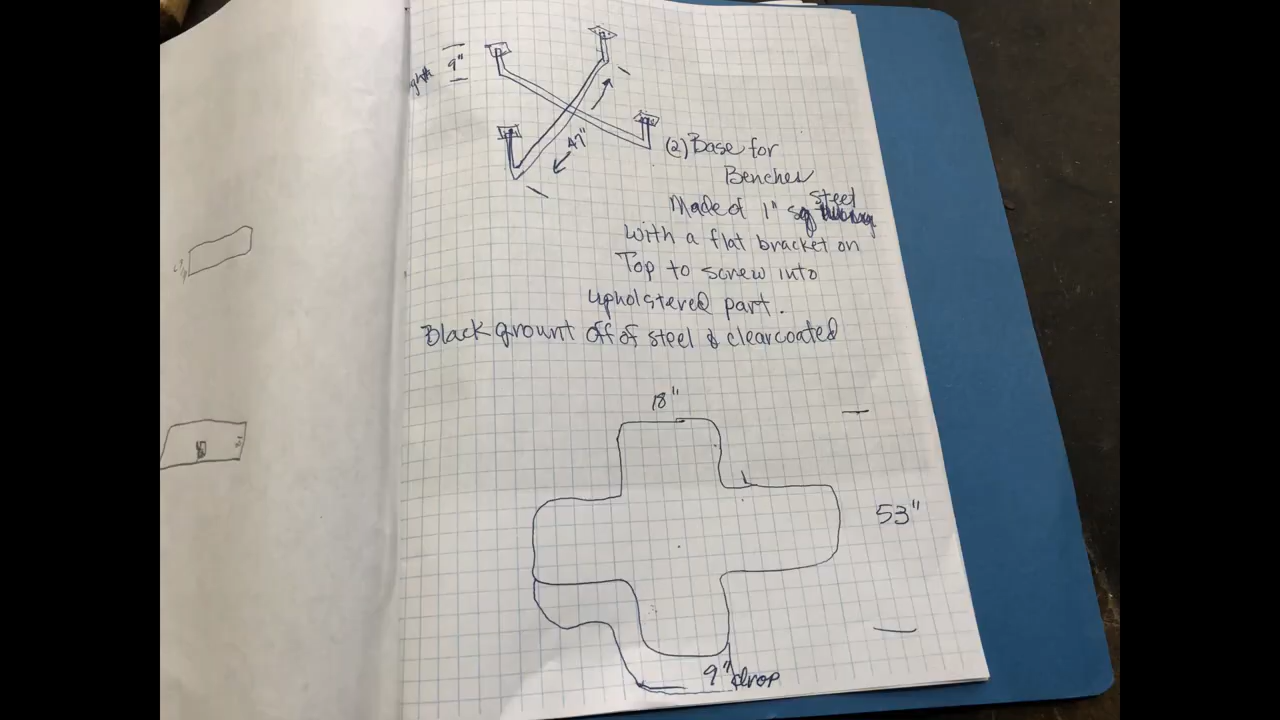 9"
47"
(2) Base for
Benches
steel
Made of 1" sq
with a flat bracket on
Top to screw into
upholstered part.
Black grount off of steel & clearcoated
18"
53"
9" drop